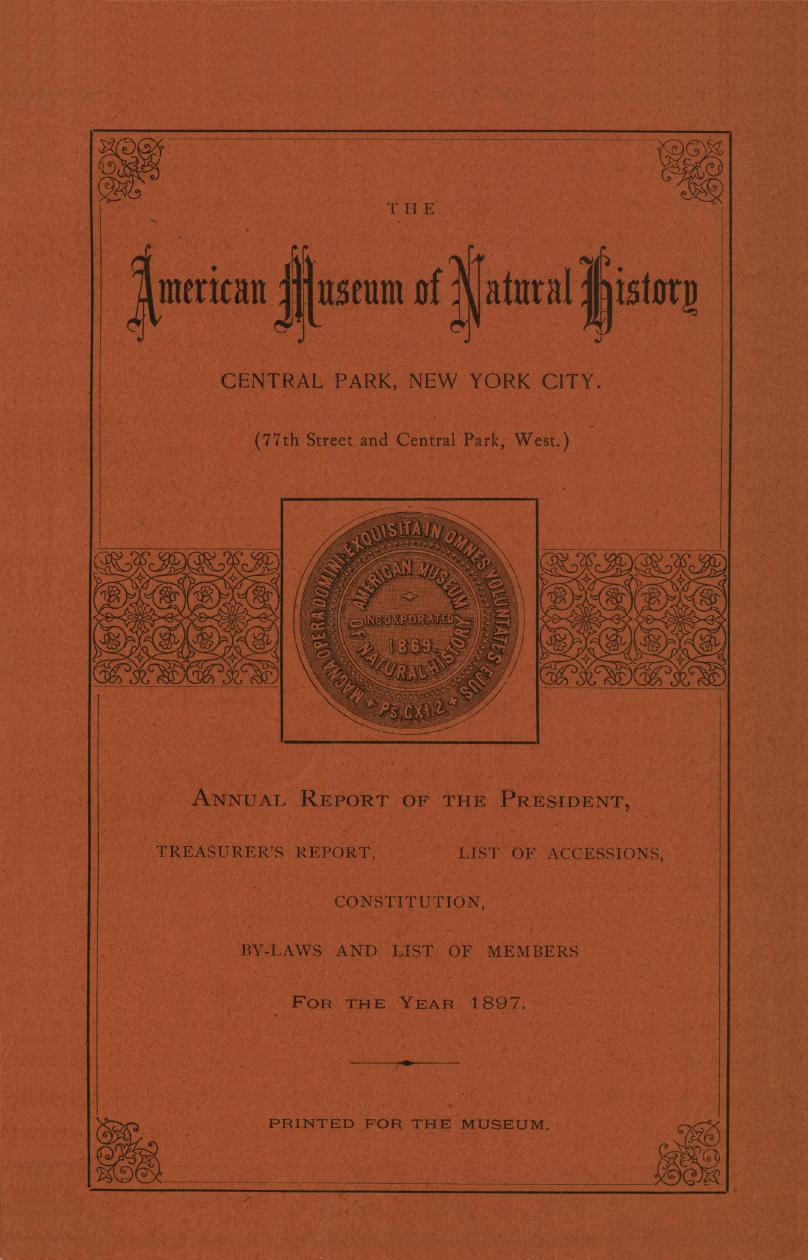 THE
American Museum of Natural History
CENTRAL PARK, NEW YORK CITY.
(77th Street and Central Park, West.)
MAGNA OPERA DOMINI: EXQUISITA IN OMNES VOLUNTATES EJUS
Ps. CXI.2
AMERICAN MUSEUM
INCORPORATED
1869.
OF NATURAL HISTORY
ANNUAL REPORT OF THE PRESIDENT,
TREASURER'S REPORT, LIST OF ACCESSIONS,
CONSTITUTION,
BY-LAWS AND LIST OF MEMBERS
FOR THE YEAR 1897.
PRINTED FOR THE MUSEUM.